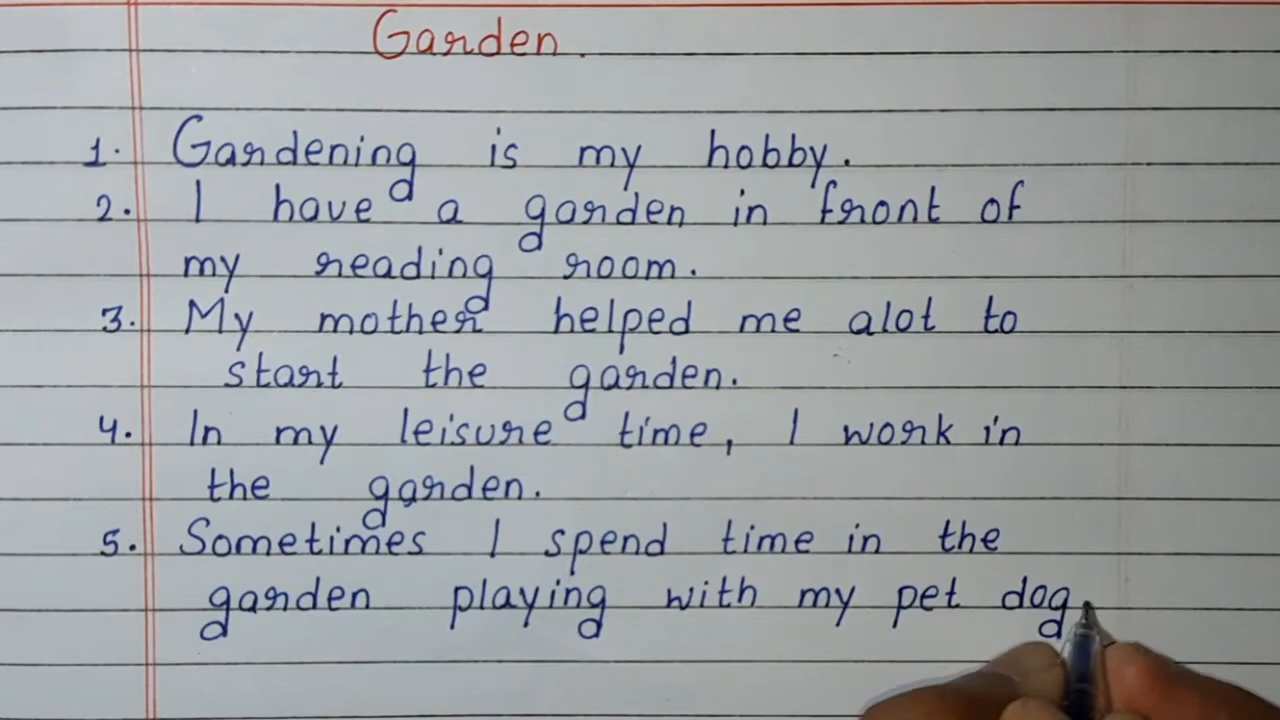 Garden.
1. Gardening is my hobby.
2. I have a garden in front of
my reading room.
3. My mother helped me alot to
start the garden.
4. In my leisure time, I work in
the garden.
5. Sometimes I spend time in the
garden playing with my pet dog